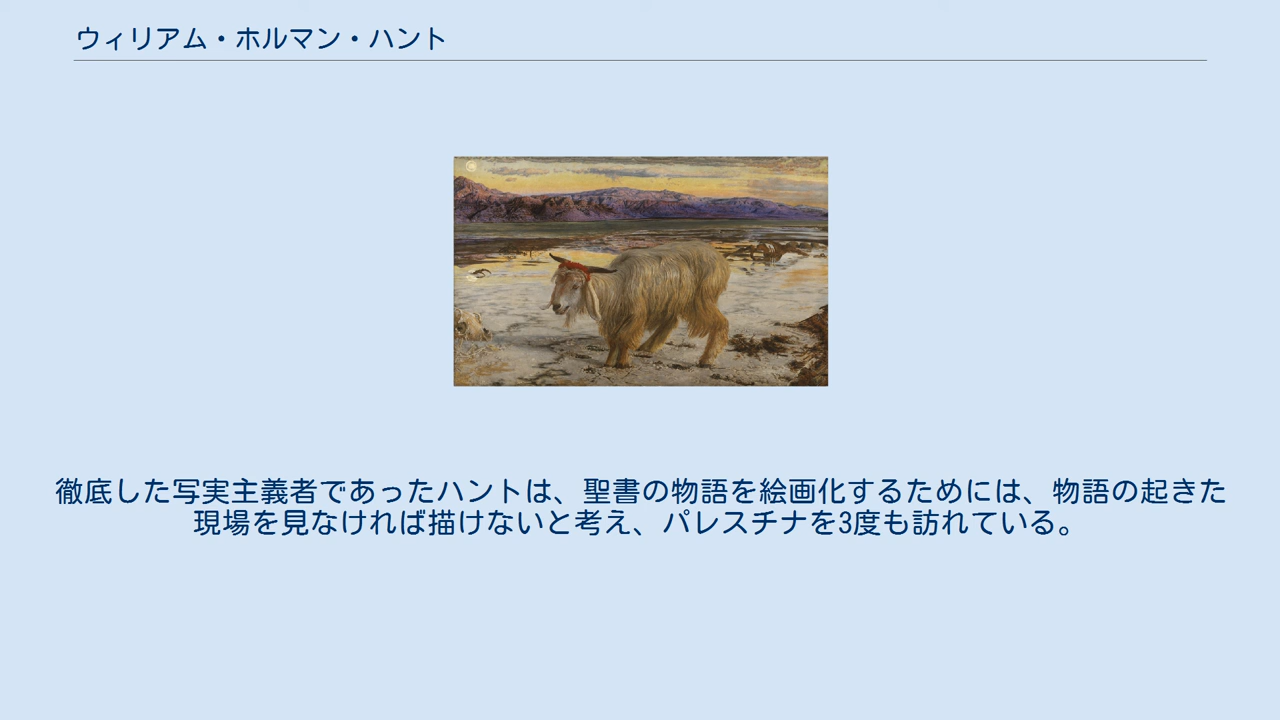 ウィリアム・ホルマン・ハント
徹底した写実主義者であったハントは、聖書の物語を絵画化するためには、物語の起きた
現場を見なければ描けないと考え、パレスチナを3度も訪れている。